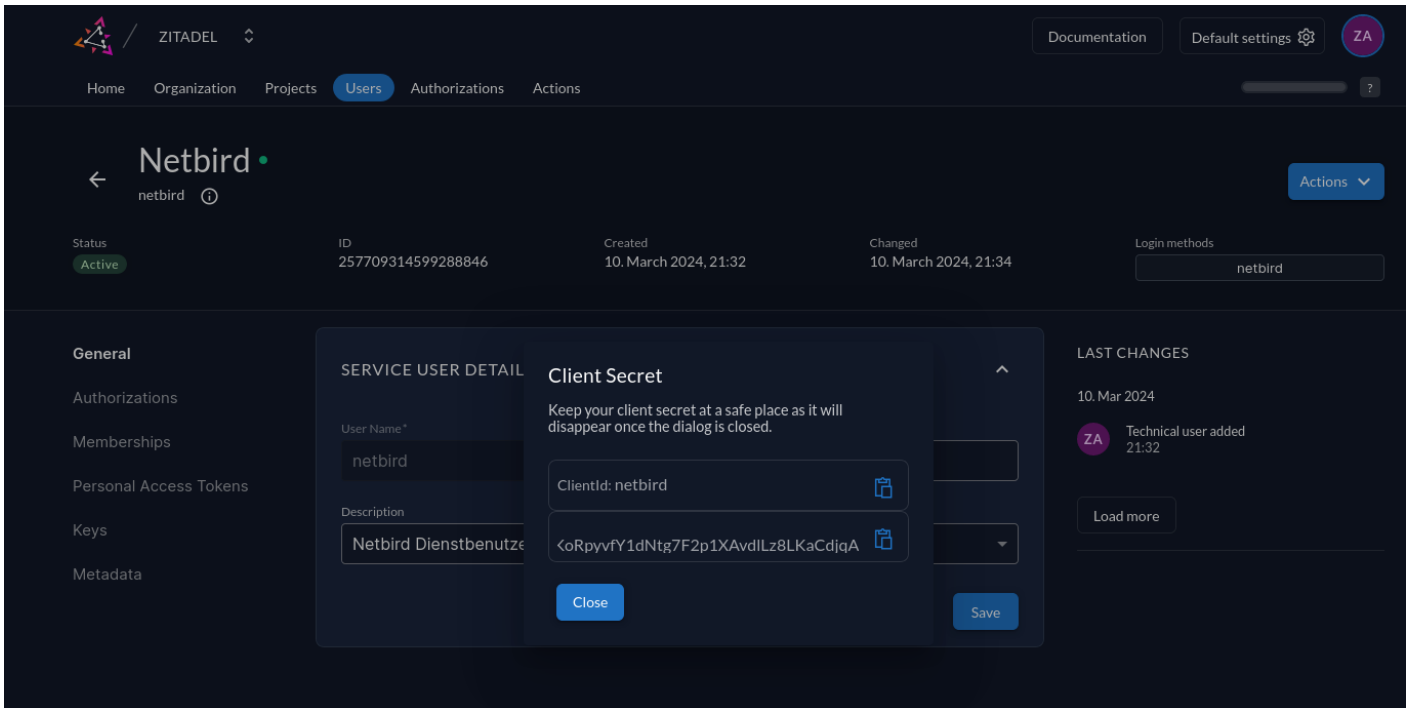 ZITADEL
Documentation
Default settings
ZA
Home
Organization
Projects
Users
Authorizations
Actions
?
Netbird
netbird
Actions
Status
Active
ID
257709314599288846
Created
10. March 2024, 21:32
Changed
10. March 2024, 21:34
Login methods
netbird
General
Authorizations
Memberships
Personal Access Tokens
Keys
Metadata
SERVICE USER DETAIL
User Name*
netbird
Description
Netbird Dienstbenutze
Save
Client Secret
Keep your client secret at a safe place as it will
disappear once the dialog is closed.
ClientId: netbird
Close
LAST CHANGES
10. Mar 2024
ZA
Technical user added
21:32
Load more